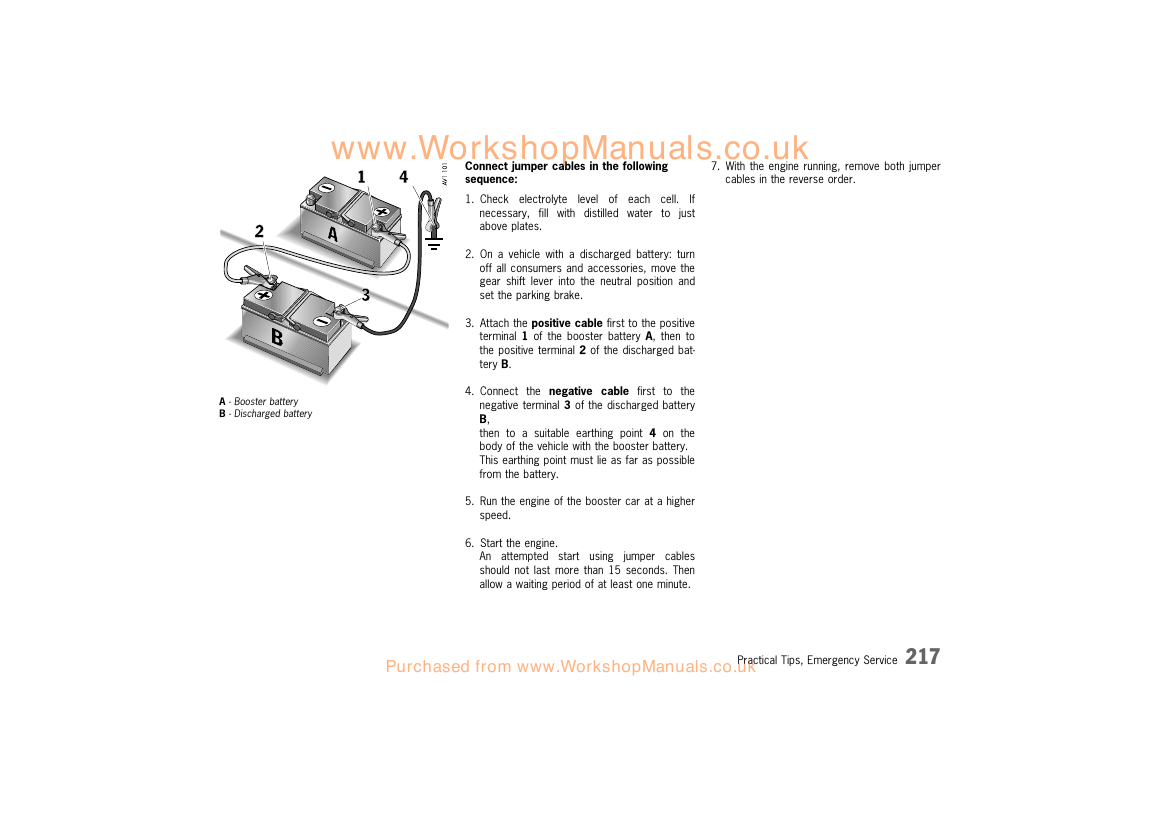 www.WorkshopManuals.co.uk
AV1 101
1
4
A
2
3
B
A - Booster battery
B - Discharged battery
Connect jumper cables in the following
sequence:
1. Check electrolyte level of each cell. If
necessary, fill with distilled water to just
above plates.
2. On a vehicle with a discharged battery: turn
off all consumers and accessories, move the
gear shift lever into the neutral position and
set the parking brake.
3. Attach the positive cable first to the positive
terminal 1 of the booster battery A, then to
the positive terminal 2 of the discharged bat-
tery B.
4. Connect the negative cable first to the
negative terminal 3 of the discharged battery
B,
then to a suitable earthing point 4 on the
body of the vehicle with the booster battery.
This earthing point must lie as far as possible
from the battery.
5. Run the engine of the booster car at a higher
speed.
6. Start the engine.
An attempted start using jumper cables
should not last more than 15 seconds. Then
allow a waiting period of at least one minute.
7. With the engine running, remove both jumper
cables in the reverse order.
Practical Tips, Emergency Service 217
Purchased from www.WorkshopManuals.co.uk